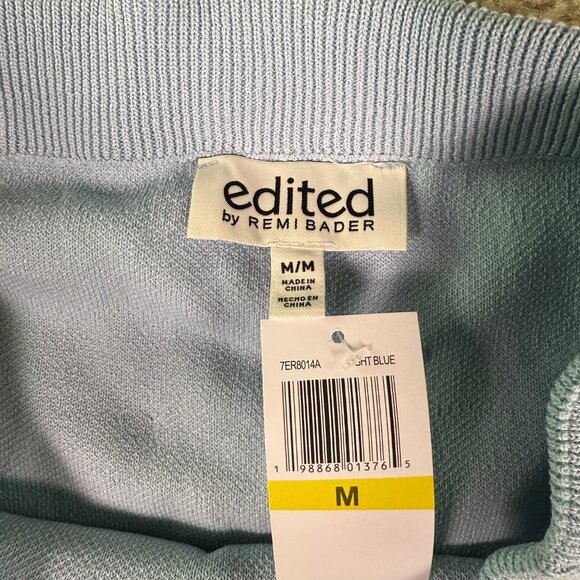 edited
by REMI BADER
M/M
MADE IN
CHINA
HECHO EN
CHINA
7ER8014A BLUE
1 98868 01376 5
M